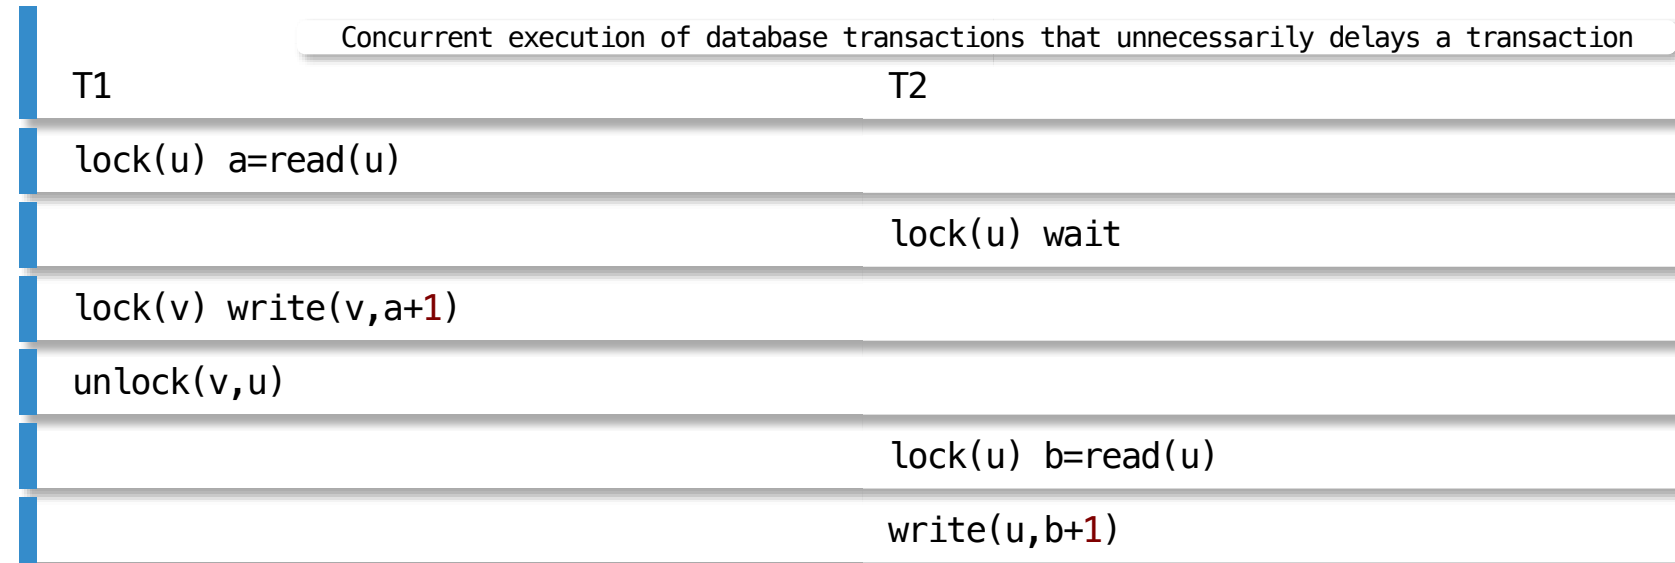 Concurrent execution of database transactions that unnecessarily delays a transaction
T1 T2
lock(u) a=read(u)
lock(u) wait
lock(v) write(v,a+1)
unlock(v,u)
lock(u) b=read(u)
write(u,b+1)